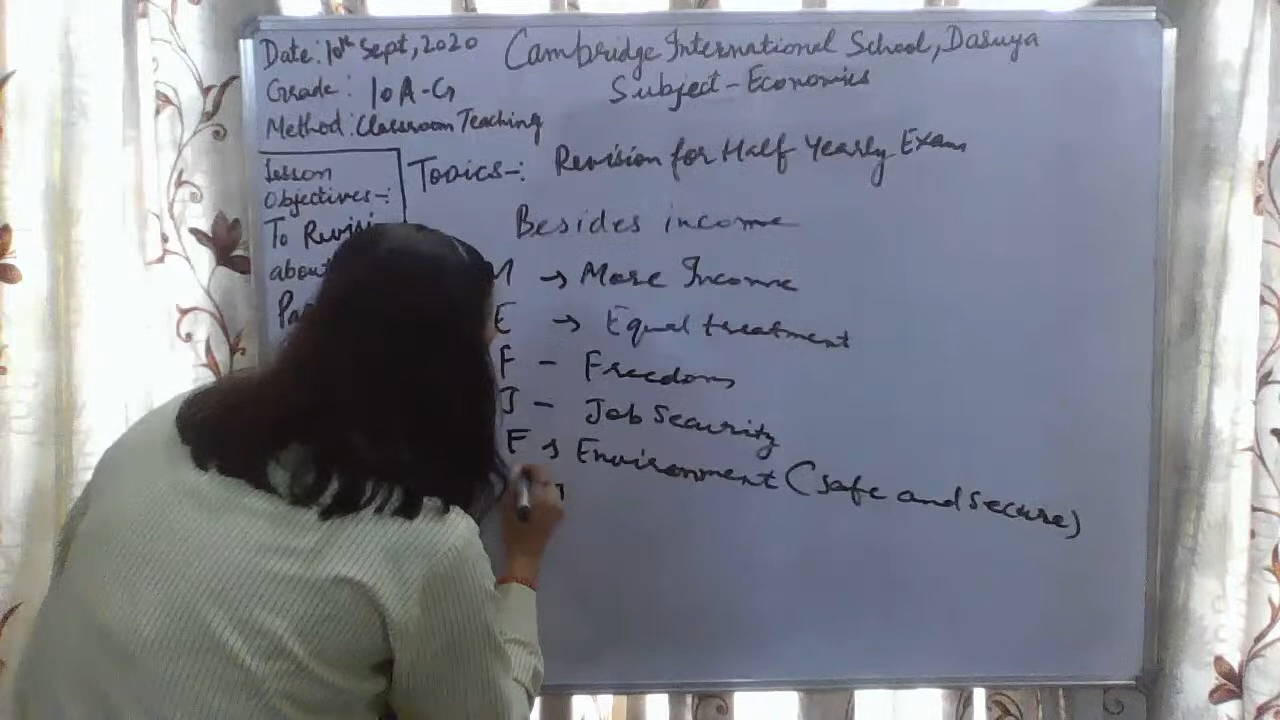 Date: 10th Sept, 2020
Cambridge International School, Dasuya
Grade: 10 A-G
Subject - Economics
Method: Classroom Teaching
Lesson
Objectives-:
To Revise
about
Topics-: Revision for Half Yearly Exam
Besides income
M → More Income
E → Equal treatment
F - Freedom
J - Job Security
E → Environment (safe and secure)